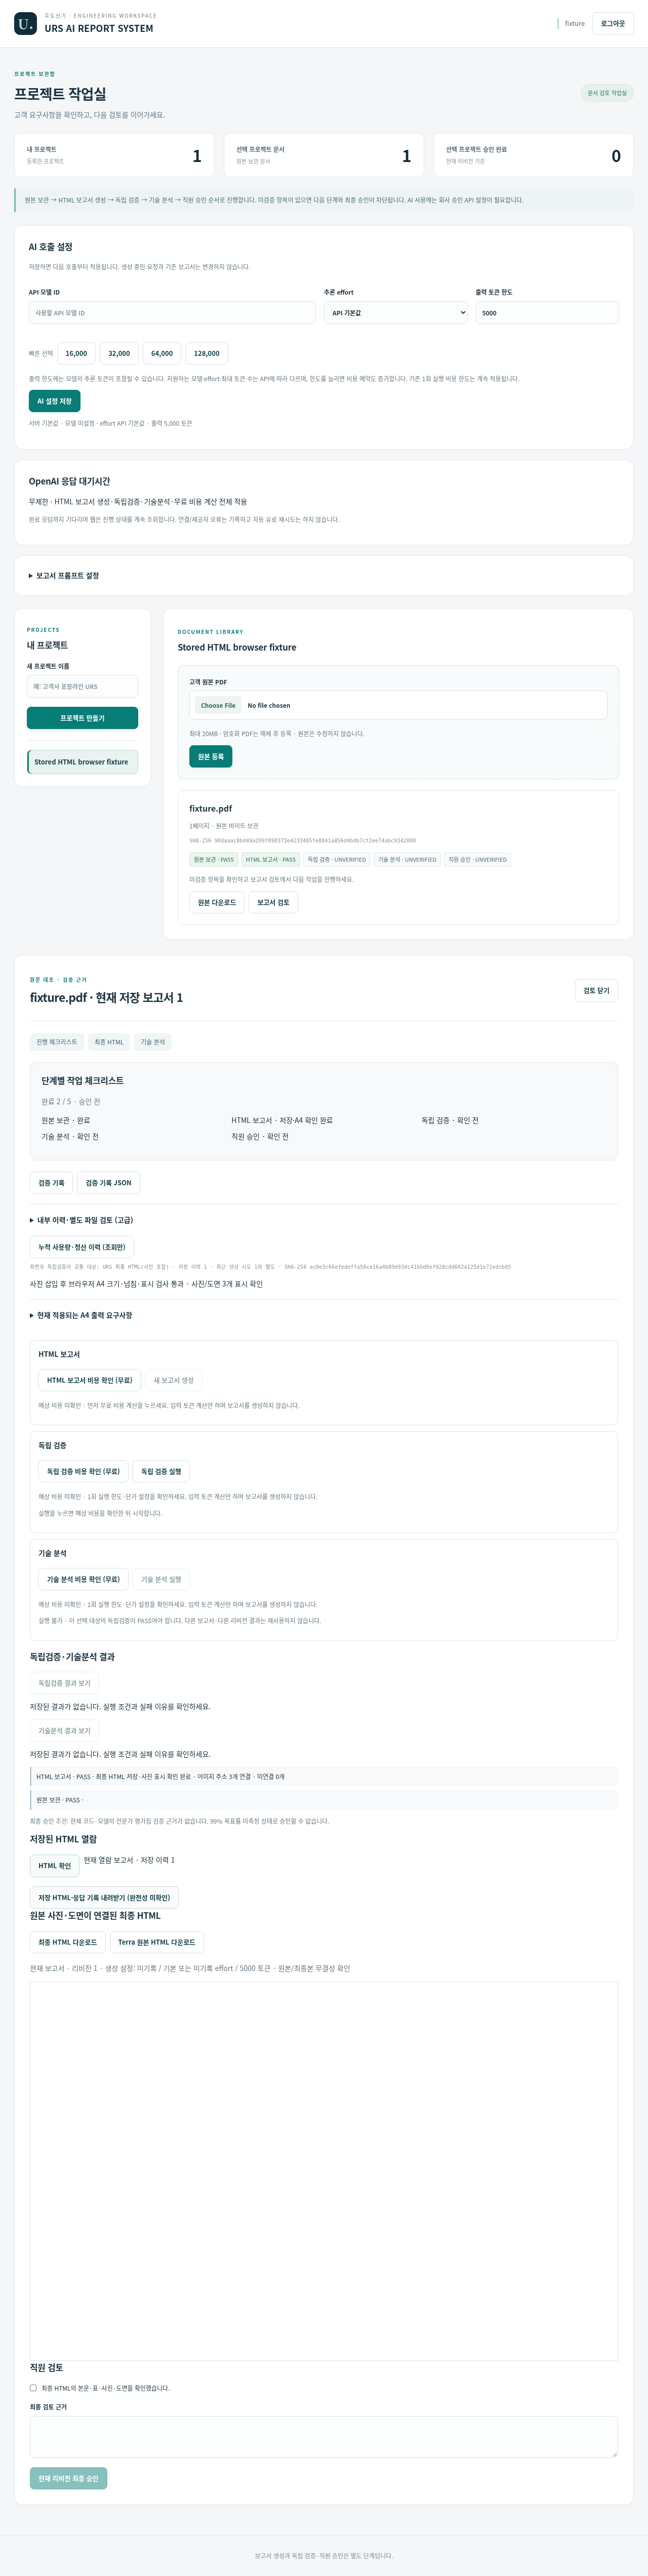 U.
우도산기 · ENGINEERING WORKSPACE
URS AI REPORT SYSTEM
fixture
로그아웃
프로젝트 보관함
프로젝트 작업실
문서 검토 작업실
고객 요구사항을 확인하고, 다음 검토를 이어가세요.
내 프로젝트
등록한 프로젝트
1
선택 프로젝트 문서
원본 보관 문서
1
선택 프로젝트 승인 완료
현재 리비전 기준
0
원본 보관 → HTML 보고서 생성 → 독립 검증 → 기술 분석 → 직원 승인 순서로 진행합니다. 미검증 항목이 있으면 다음 단계와 최종 승인이 차단됩니다. AI 사용에는 회사 승인 API 설정이 필요합니다.
AI 호출 설정
저장하면 다음 호출부터 적용됩니다. 생성 중인 요청과 기존 보고서는 변경하지 않습니다.
API 모델 ID
사용할 API 모델 ID
추론 effort
API 기본값
출력 토큰 한도
5000
빠른 선택
16,000
32,000
64,000
128,000
출력 한도에는 모델의 추론 토큰이 포함될 수 있습니다. 지원하는 모델·effort·최대 토큰 수는 API에 따라 다르며, 한도를 늘리면 비용 예약도 증가합니다. 기존 1회 실행 비용 한도는 계속 적용됩니다.
AI 설정 저장
서버 기본값 · 모델 미설정 · effort API 기본값 · 출력 5,000 토큰
OpenAI 응답 대기시간
무제한 · HTML 보고서 생성·독립검증·기술분석·무료 비용 계산 전체 적용
완료 응답까지 기다리며 웹은 진행 상태를 계속 조회합니다. 연결/제공자 오류는 기록하고 자동 유료 재시도는 하지 않습니다.
▶ 보고서 프롬프트 설정
PROJECTS
내 프로젝트
새 프로젝트 이름
예: 고객사 포장라인 URS
프로젝트 만들기
Stored HTML browser fixture
DOCUMENT LIBRARY
Stored HTML browser fixture
고객 원본 PDF
Choose File
No file chosen
최대 20MB · 암호화 PDF는 해제 후 등록 · 원본은 수정하지 않습니다.
원본 등록
fixture.pdf
1페이지 · 원본 바이트 보관
원본 보관 · PASS
HTML 보고서 · PASS
독립 검증 · UNVERIFIED
기술 분석 · UNVERIFIED
직원 승인 · UNVERIFIED
미검증 항목을 확인하고 보고서 검토에서 다음 작업을 진행하세요.
원본 다운로드
보고서 검토
원문 대조 · 검증 근거
fixture.pdf · 현재 저장 보고서 1
검토 닫기
진행 체크리스트
최종 HTML
기술 분석
단계별 작업 체크리스트
완료 2 / 5 · 승인 전
원본 보관 · 완료
HTML 보고서 · 저장·A4 확인 완료
독립 검증 · 확인 전
기술 분석 · 확인 전
직원 승인 · 확인 전
검증 기록
검증 기록 JSON
▶ 내부 이력·별도 파일 검토 (고급)
누적 사용량·정산 이력 (조회만)
사진 삽입 후 브라우저 A4 크기·넘침·표시 검사 통과 · 사진/도면 3개 표시 확인
▶ 현재 적용되는 A4 출력 요구사항
HTML 보고서
HTML 보고서 비용 확인 (무료)
새 보고서 생성
예상 비용 미확인 · 먼저 무료 비용 계산을 누르세요. 입력 토큰 계산만 하며 보고서를 생성하지 않습니다.
독립 검증
독립 검증 비용 확인 (무료)
독립 검증 실행
예상 비용 미확인 · 1회 실행 한도·단가 설정을 확인하세요. 입력 토큰 계산만 하며 보고서를 생성하지 않습니다.
실행을 누르면 예상 비용을 확인한 뒤 시작합니다.
기술 분석
기술 분석 비용 확인 (무료)
기술 분석 실행
예상 비용 미확인 · 1회 실행 한도·단가 설정을 확인하세요. 입력 토큰 계산만 하며 보고서를 생성하지 않습니다.
실행 불가 · 이 선택 대상의 독립검증이 PASS여야 합니다. 다른 보고서·다른 리비전 결과는 재사용하지 않습니다.
독립검증·기술분석 결과
독립검증 결과 보기
저장된 결과가 없습니다. 실행 조건과 실패 이유를 확인하세요.
기술분석 결과 보기
저장된 결과가 없습니다. 실행 조건과 실패 이유를 확인하세요.
HTML 보고서 · PASS · 최종 HTML 저장·사진 표시 확인 완료 · 이미지 주소 3개 연결 · 미연결 0개
원본 보관 · PASS ·
최종 승인 조건: 현재 코드·모델의 전문가 평가집 검증 근거가 없습니다. 99% 목표를 미측정 상태로 승인할 수 없습니다.
저장된 HTML 열람
HTML 확인
현재 열람 보고서 · 저장 이력 1
저장 HTML·응답 기록 내려받기 (완전성 미확인)
원본 사진·도면이 연결된 최종 HTML
최종 HTML 다운로드
Terra 원본 HTML 다운로드
현재 보고서 · 리비전 1 · 생성 설정: 미기록 / 기본 또는 미기록 effort / 5000 토큰 · 원본/최종본 무결성 확인
직원 검토
최종 HTML의 본문·표·사진·도면을 확인했습니다.
최종 검토 근거
현재 리비전 최종 승인
보고서 생성과 독립 검증·직원 승인은 별도 단계입니다.